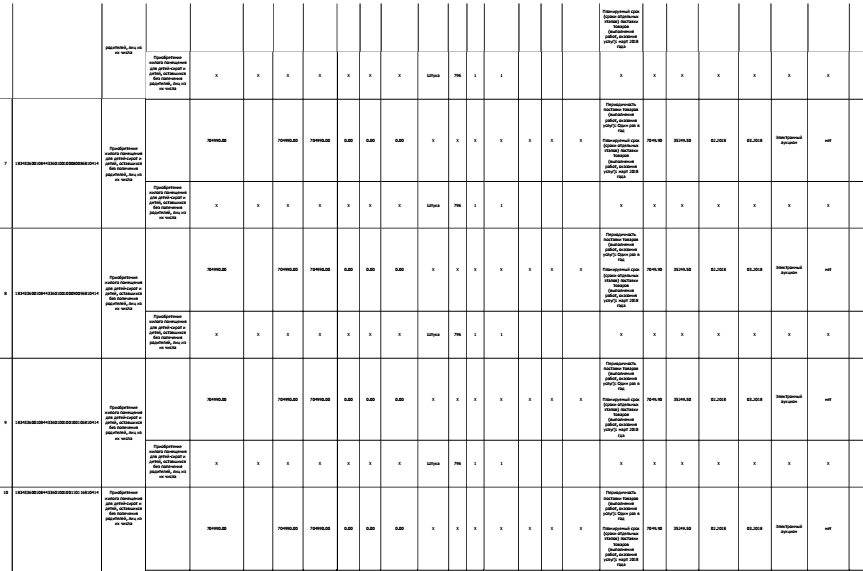 родителей, лиц из
их числа
Планируемый срок
(сроки отдельных
этапов) поставки
товаров
(выполнения
работ, оказания
услуг): март 2018
года
Приобретение
жилого помещения
для детей-сирот и
детей, оставшихся
без попечения
родителей, лиц из
их числа
X X X X X X X Штука 796 1 1 X X X X X X X
7
Приобретение
жилого помещения
для детей-сирот и
детей, оставшихся
без попечения
родителей, лиц из
их числа
704990.00 704990.00 704990.00 0.00 0.00 0.00 X X X X X X X
Периодичность
поставки товаров
(выполнения
работ, оказания
услуг): Один раз в
год
Планируемый срок
(сроки отдельных
этапов) поставки
товаров
(выполнения
работ, оказания
услуг): март 2018
года
7049.90 35249.50 02.2018 03.2018
Электронный
аукцион
нет
Приобретение
жилого помещения
для детей-сирот и
детей, оставшихся
без попечения
родителей, лиц из
их числа
X X X X X X X Штука 796 1 1 X X X X X X X
8
Приобретение
жилого помещения
для детей-сирот и
детей, оставшихся
без попечения
родителей, лиц из
их числа
704990.00 704990.00 704990.00 0.00 0.00 0.00 X X X X X X X
Периодичность
поставки товаров
(выполнения
работ, оказания
услуг): Один раз в
год
Планируемый срок
(сроки отдельных
этапов) поставки
товаров
(выполнения
работ, оказания
услуг): март 2018
года
7049.90 35249.50 02.2018 03.2018
Электронный
аукцион
нет
Приобретение
жилого помещения
для детей-сирот и
детей, оставшихся
без попечения
родителей, лиц из
их числа
X X X X X X X Штука 796 1 1 X X X X X X X
9
Приобретение
жилого помещения
для детей-сирот и
детей, оставшихся
без попечения
родителей, лиц из
их числа
704990.00 704990.00 704990.00 0.00 0.00 0.00 X X X X X X X
Периодичность
поставки товаров
(выполнения
работ, оказания
услуг): Один раз в
год
Планируемый срок
(сроки отдельных
этапов) поставки
товаров
(выполнения
работ, оказания
услуг): март 2018
года
7049.90 35249.50 02.2018 03.2018
Электронный
аукцион
нет
Приобретение
жилого помещения
для детей-сирот и
детей, оставшихся
без попечения
родителей, лиц из
их числа
X X X X X X X Штука 796 1 1 X X X X X X X
10
Приобретение
жилого помещения
для детей-сирот и
детей, оставшихся
без попечения
родителей, лиц из
их числа
704990.00 704990.00 704990.00 0.00 0.00 0.00 X X X X X X X
Периодичность
поставки товаров
(выполнения
работ, оказания
услуг): Один раз в
год
Планируемый срок
(сроки отдельных
этапов) поставки
товаров
(выполнения
работ, оказания
услуг): март 2018
года
7049.90 35249.50 02.2018 03.2018
Электронный
аукцион
нет